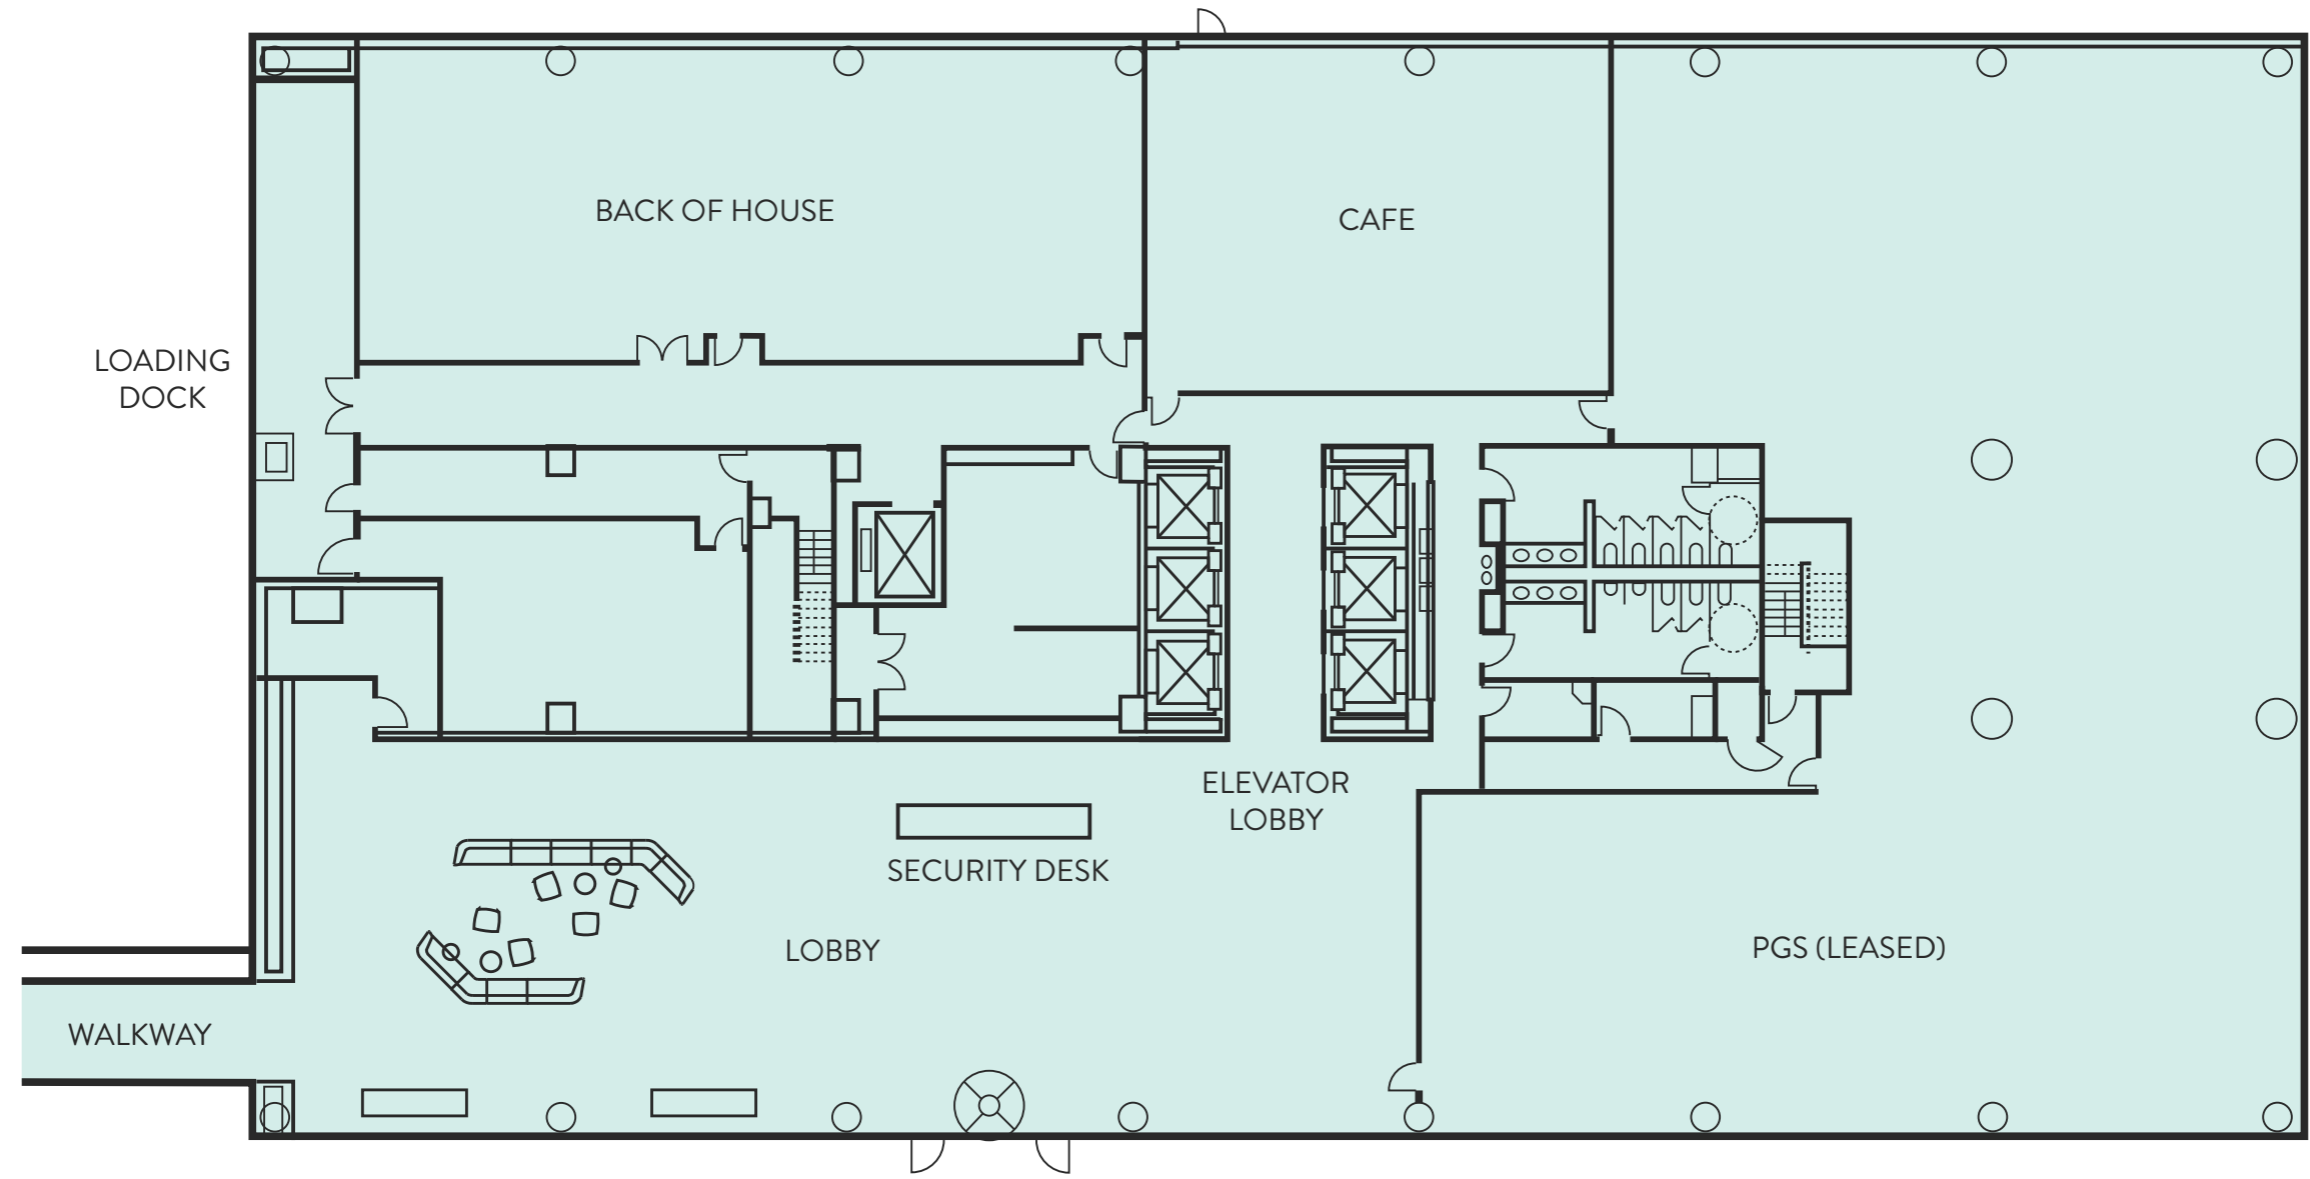 BACK OF HOUSE
CAFE
LOADING
DOCK
ELEVATOR
LOBBY
SECURITY DESK
LOBBY
PGS (LEASED)
WALKWAY